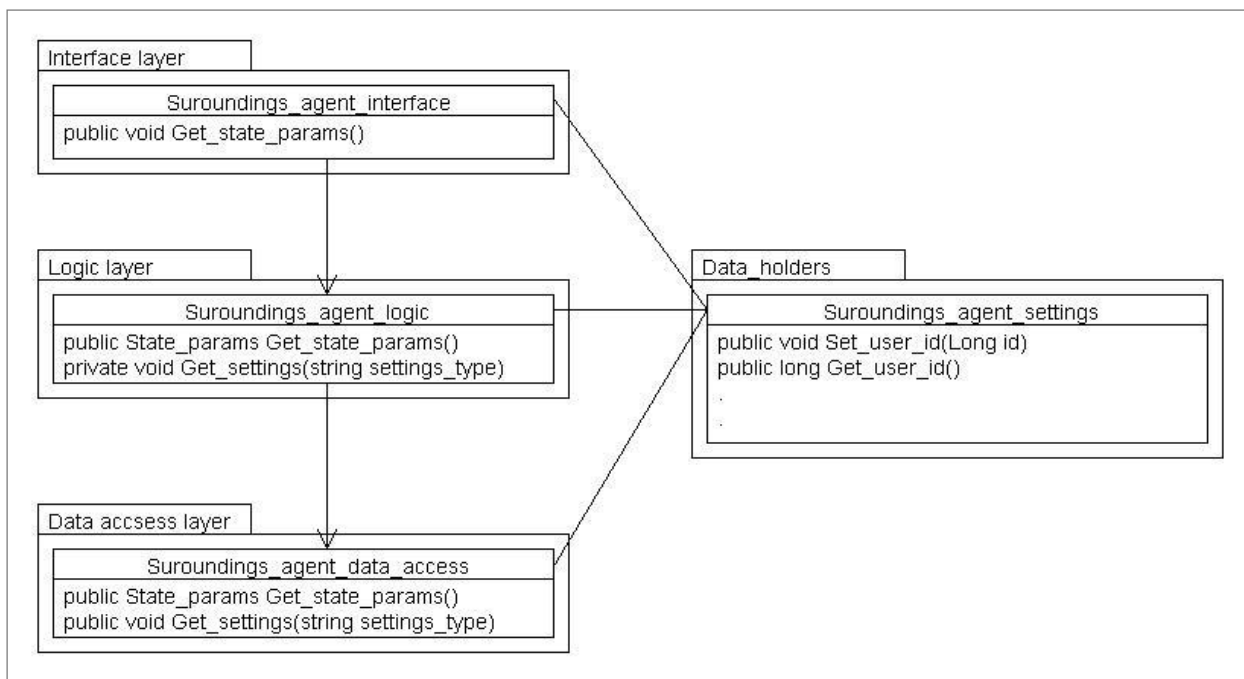 Interface layer
Suroundings_agent_interface
public void Get_state_params()
Logic layer
Suroundings_agent_logic
public State_params Get_state_params()
private void Get_settings(string settings_type)
Data_holders
Suroundings_agent_settings
public void Set_user_id(Long id)
public long Get_user_id()
.
.
Data accsess layer
Suroundings_agent_data_access
public State_params Get_state_params()
public void Get_settings(string settings_type)